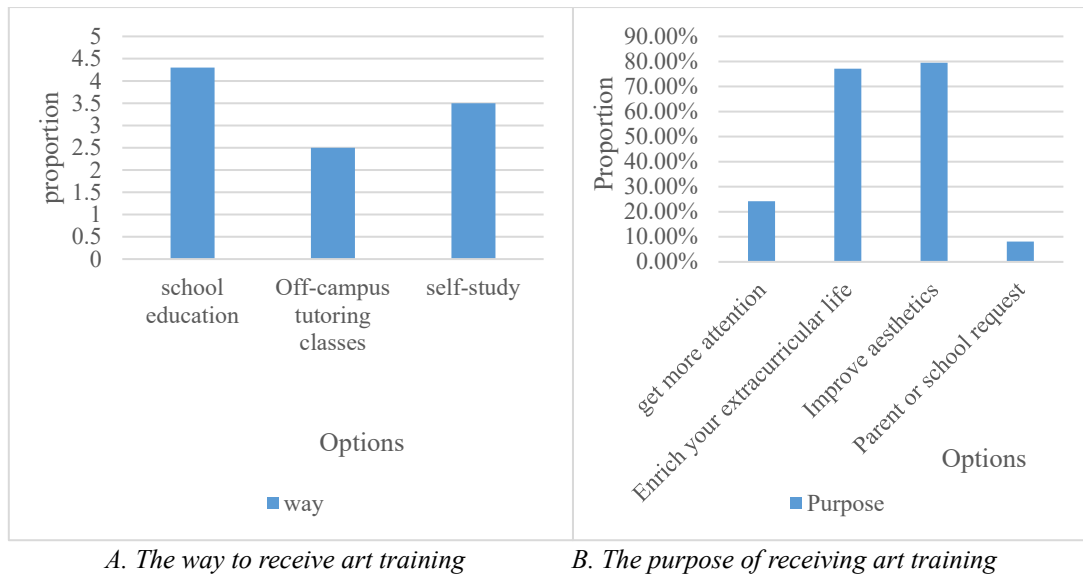 5
4.5
4
3.5
3
2.5
2
1.5
1
0.5
0
proportion
school
education
Off-campus
tutoring
classes
self-study
Options
way
90.00%
80.00%
70.00%
60.00%
50.00%
40.00%
30.00%
20.00%
10.00%
0.00%
Proportion
get more attention
Enrich your extracurricular life
Improve aesthetics
Parent or school request
Options
Purpose
A. The way to receive art training
B. The purpose of receiving art training